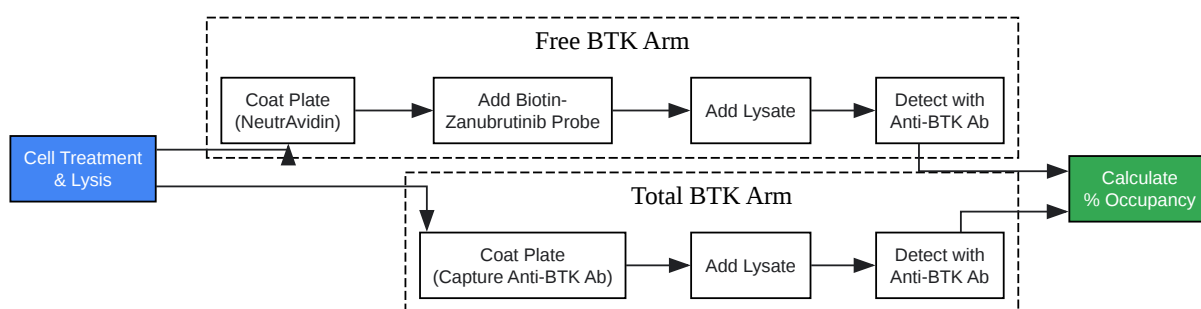 Free BTK Arm
Coat Plate
(NeutrAvidin)
Add Biotin-
Zanubrutinib Probe
Add Lysate
Detect with
Anti-BTK Ab
Cell Treatment
& Lysis
Total BTK Arm
Coat Plate
(Capture Anti-BTK Ab)
Add Lysate
Detect with
Anti-BTK Ab
Calculate
% Occupancy